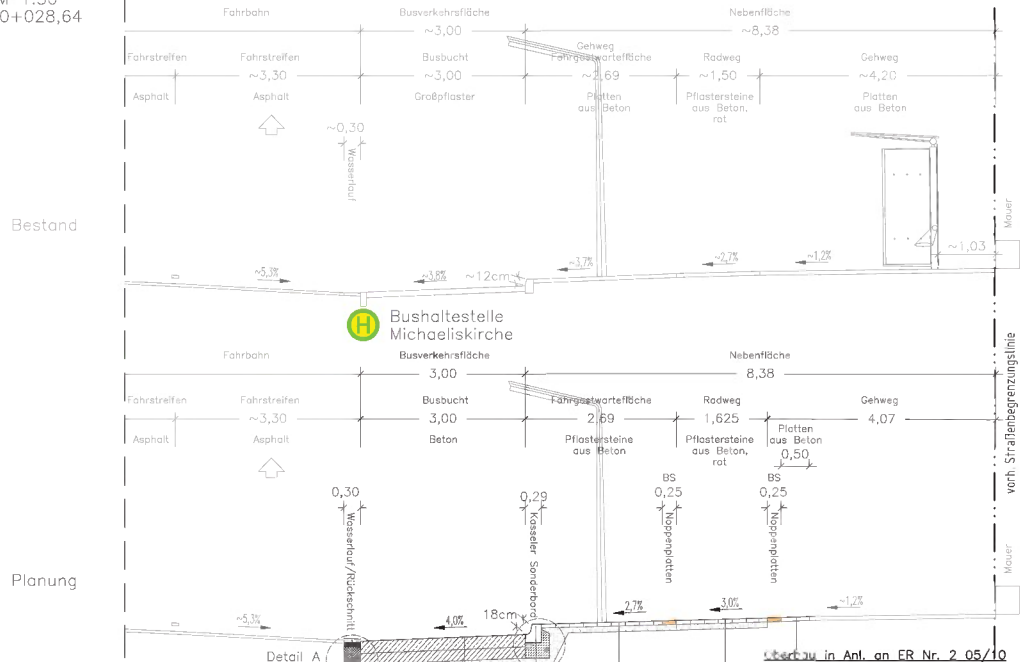 0+028,64
Fahrbahn
Busverkehrsfläche
Nebenfläche
~3,00
~8,38
Gehweg
Fahrstreifen
Fahrstreifen
Busbucht
Fahrgastwartefläche
Radweg
Gehweg
~3,30
~3,00
~2,69
~1,50
~4,20
Asphalt
Asphalt
Großpflaster
Platten
aus Beton
Pflastersteine
aus Beton,
rot
Platten
aus Beton
~0,30
Wasserlauf
Bestand
Mauer
~1,03
~5,3%
~3,8%
~12cm
~3,7%
~2,7%
~1,2%
H
Bushaltestelle
Michaeliskirche
vorh. Straßenbegrenzungslinie
Fahrbahn
Busverkehrsfläche
Nebenfläche
3,00
8,38
Fahrstreifen
Fahrstreifen
Busbucht
Fahrgastwartefläche
Radweg
Gehweg
~3,30
3,00
2,69
1,625
4,07
Asphalt
Asphalt
Beton
Pflastersteine
aus Beton
Pflastersteine
aus Beton,
rot
Platten
aus Beton
0,50
BS
0,25
BS
0,25
0,30
0,29
Wasserlauf/Rückschnitt
Kasseler Sonderbord
Noppenplatten
Noppenplatten
Planung
Mauer
~5,3%
4,0%
18cm
2,7%
3,0%
~1,2%
Detail A
Oberbau in Anl. an ER Nr. 2 05/10